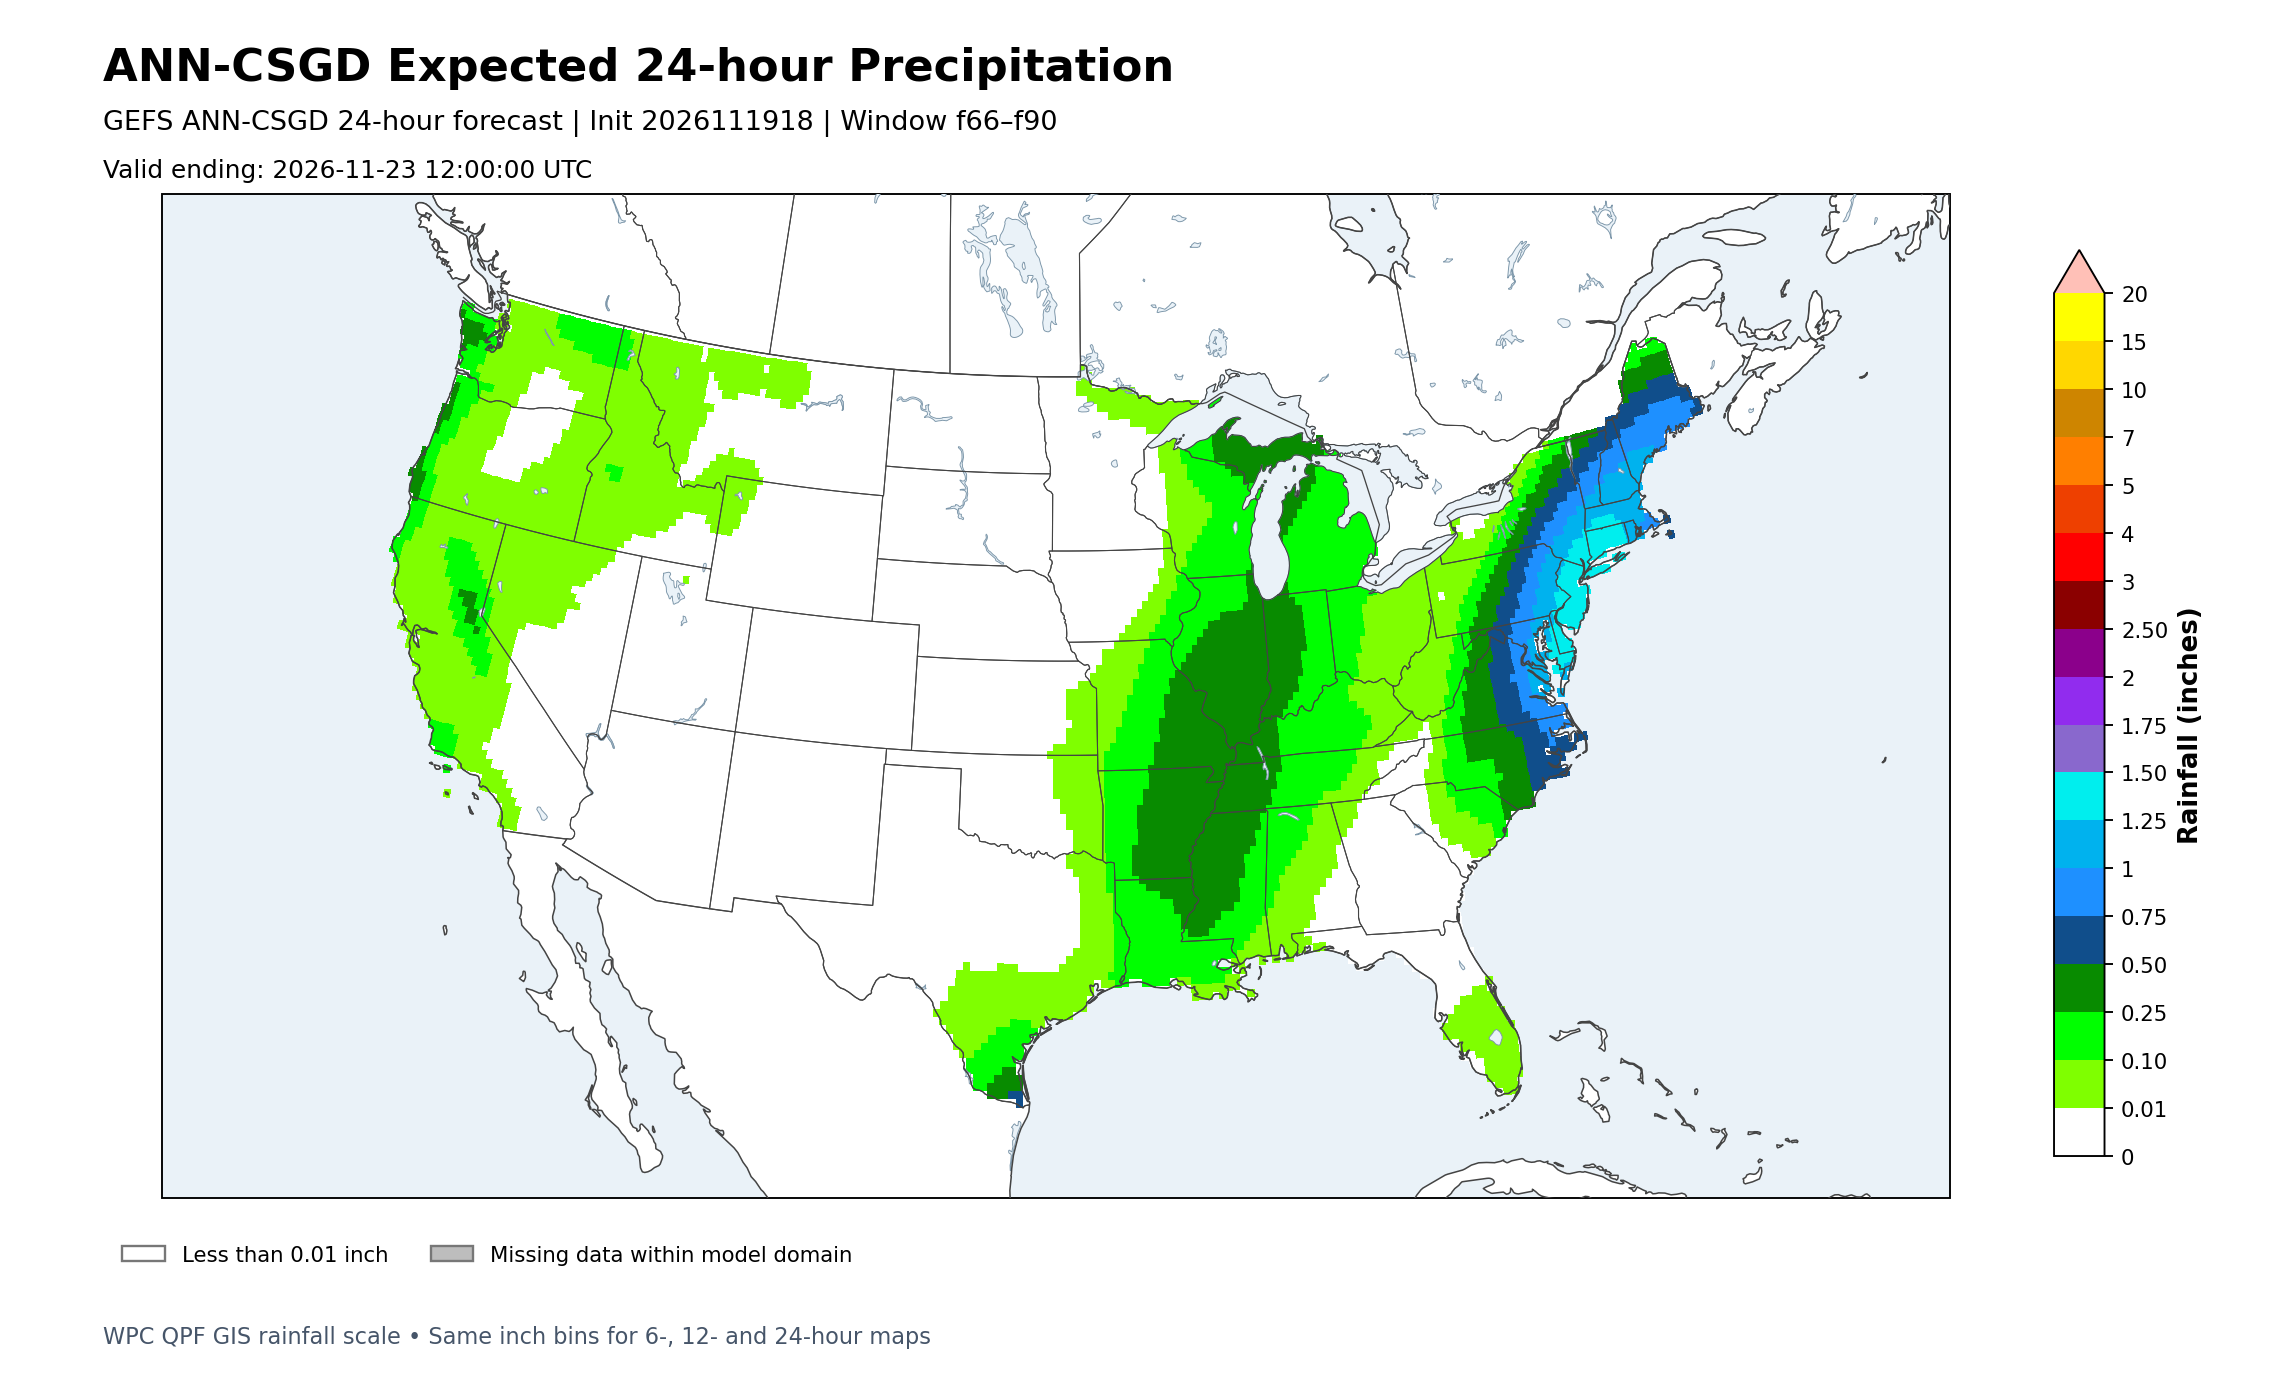 ANN-CSGD Expected 24-hour Precipitation
GEFS ANN-CSGD 24-hour forecast | Init 2026111918 | Window f66–f90
Valid ending: 2026-11-23 12:00:00 UTC
20
15
10
7
5
4
3
2.50
2
1.75
1.50
1.25
1
0.75
0.50
0.25
0.10
0.01
0
Rainfall (inches)
Less than 0.01 inch
Missing data within model domain
WPC QPF GIS rainfall scale • Same inch bins for 6-, 12- and 24-hour maps